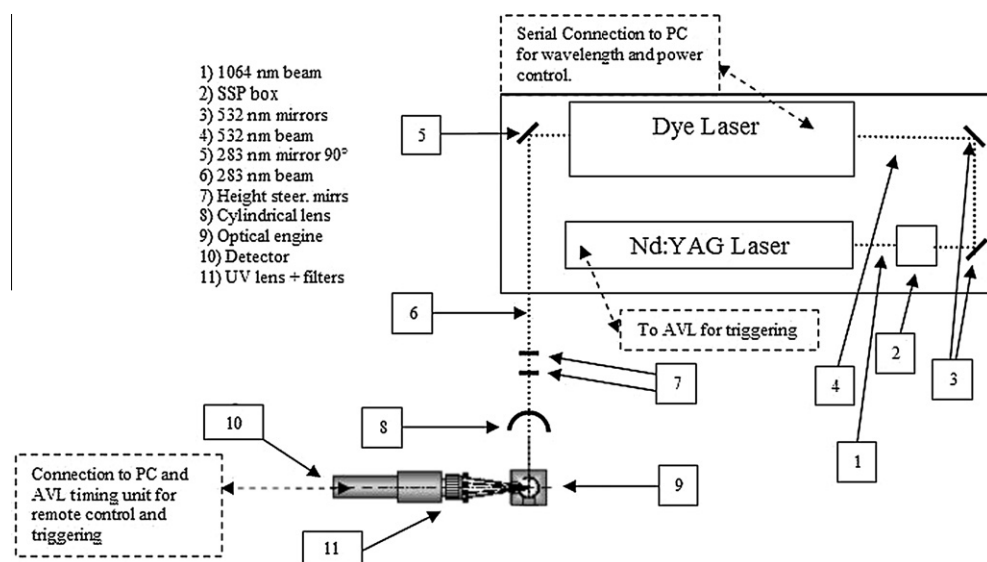 Serial Connection to PC
for wavelength and power
control.
1) 1064 nm beam
2) SSP box
3) 532 nm mirrors
4) 532 nm beam
5) 283 nm mirror 90°
6) 283 nm beam
7) Height steer. mirrs
8) Cylindrical lens
9) Optical engine
10) Detector
11) UV lens + filters
5
Dye Laser
Nd:YAG Laser
6
To AVL for triggering
2
7
4
3
10
8
1
Connection to PC and
AVL timing unit for
remote control and
triggering
9
11